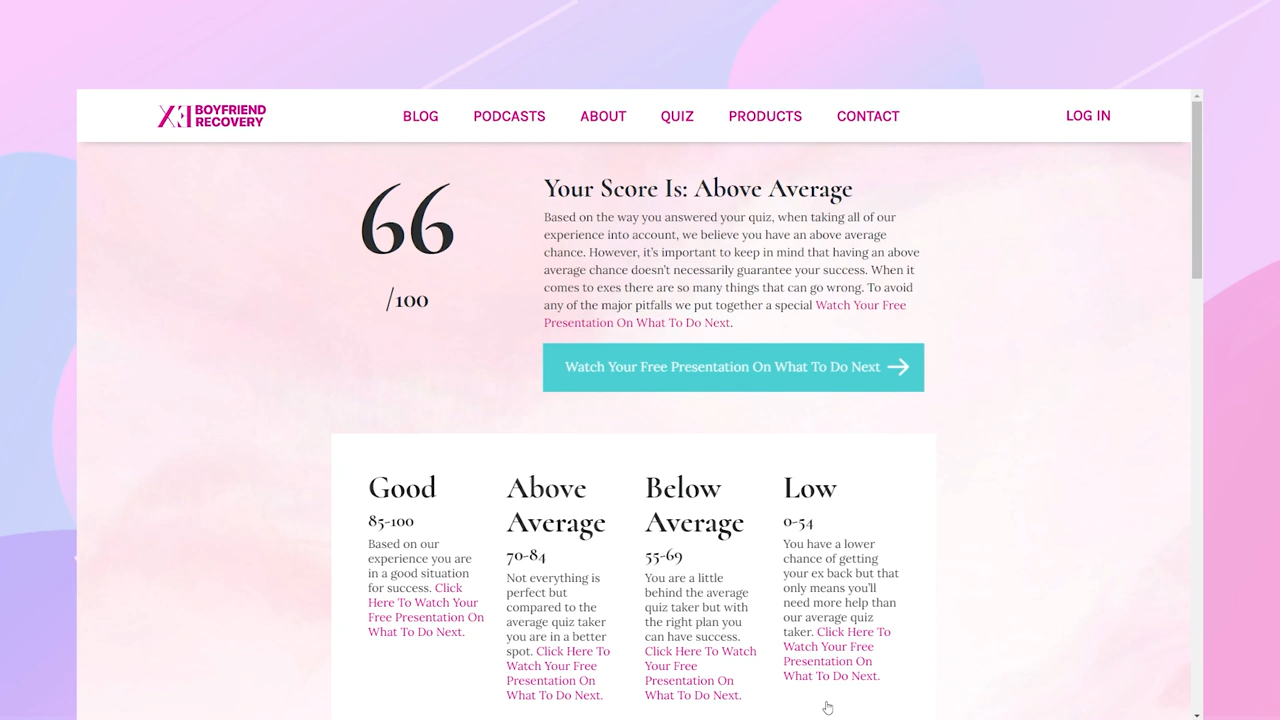 BOYFRIEND
RECOVERY
BLOG PODCASTS ABOUT QUIZ PRODUCTS CONTACT LOG IN
66
/100
Your Score Is: Above Average
Based on the way you answered your quiz, when taking all of our
experience into account, we believe you have an above average
chance. However, it's important to keep in mind that having an above
average chance doesn't necessarily guarantee your success. When it
comes to exes there are so many things that can go wrong. To avoid
any of the major pitfalls we put together a special Watch Your Free
Presentation On What To Do Next.
Watch Your Free Presentation On What To Do Next
Good
85-100
Based on our
experience you are
in a good situation
for success. Click
Here To Watch Your
Free Presentation On
What To Do Next.
Above
Average
70-84
Not everything is
perfect but
compared to the
average quiz taker
you are in a better
spot. Click Here To
Watch Your Free
Presentation On
What To Do Next.
Below
Average
55-69
You are a little
behind the average
quiz taker but with
the right plan you
can have success.
Click Here To Watch
Your Free
Presentation On
What To Do Next.
Low
0-54
You have a lower
chance of getting
your ex back but that
only means you'll
need more help than
our average quiz
taker. Click Here To
Watch Your Free
Presentation On
What To Do Next.